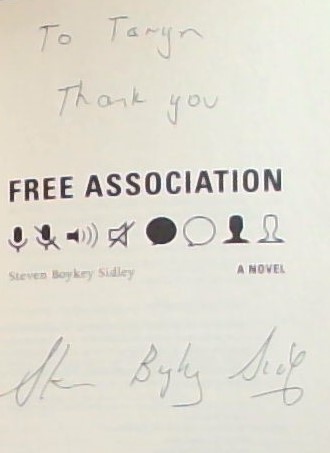 To Taryn
Thank you
FREE ASSOCIATION
Steven Boykey Sidley
A NOVEL